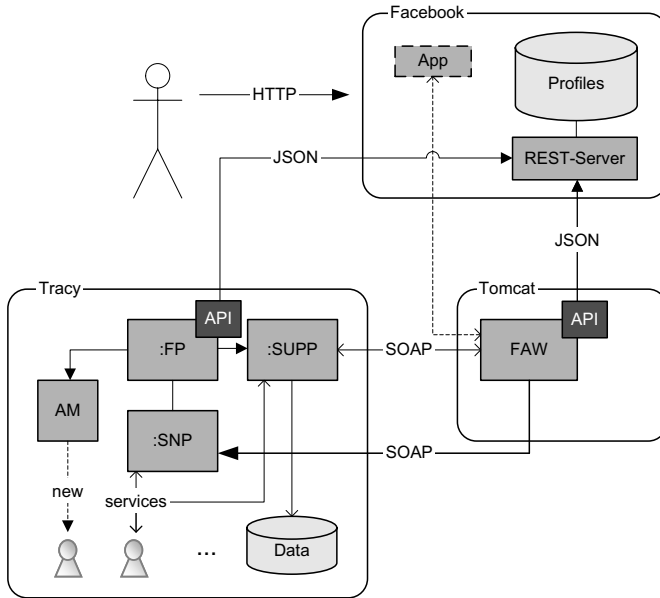 Facebook
App
Profiles
HTTP
JSON
REST-Server
JSON
Tracy
Tomcat
API
API
:FP
:SUPP
SOAP
FAW
AM
:SNP
SOAP
new
services
...
Data